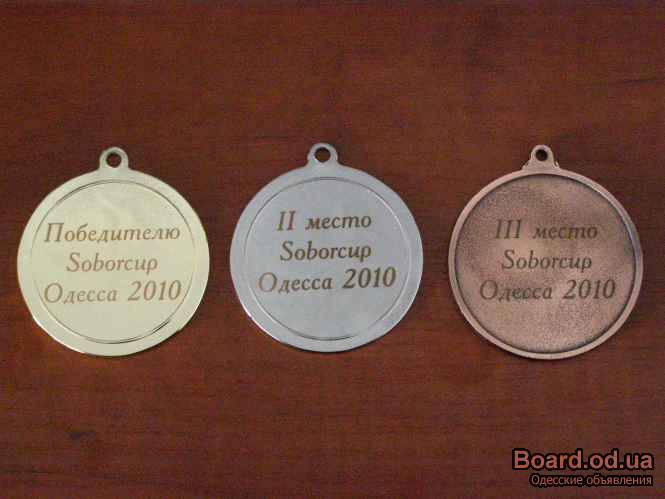 Победителю
Soborcup
Одесса 2010
II место
Soborcup
Одесса 2010
III место
Soborcup
Одесса 2010
Board.od.ua
Одесские объявления